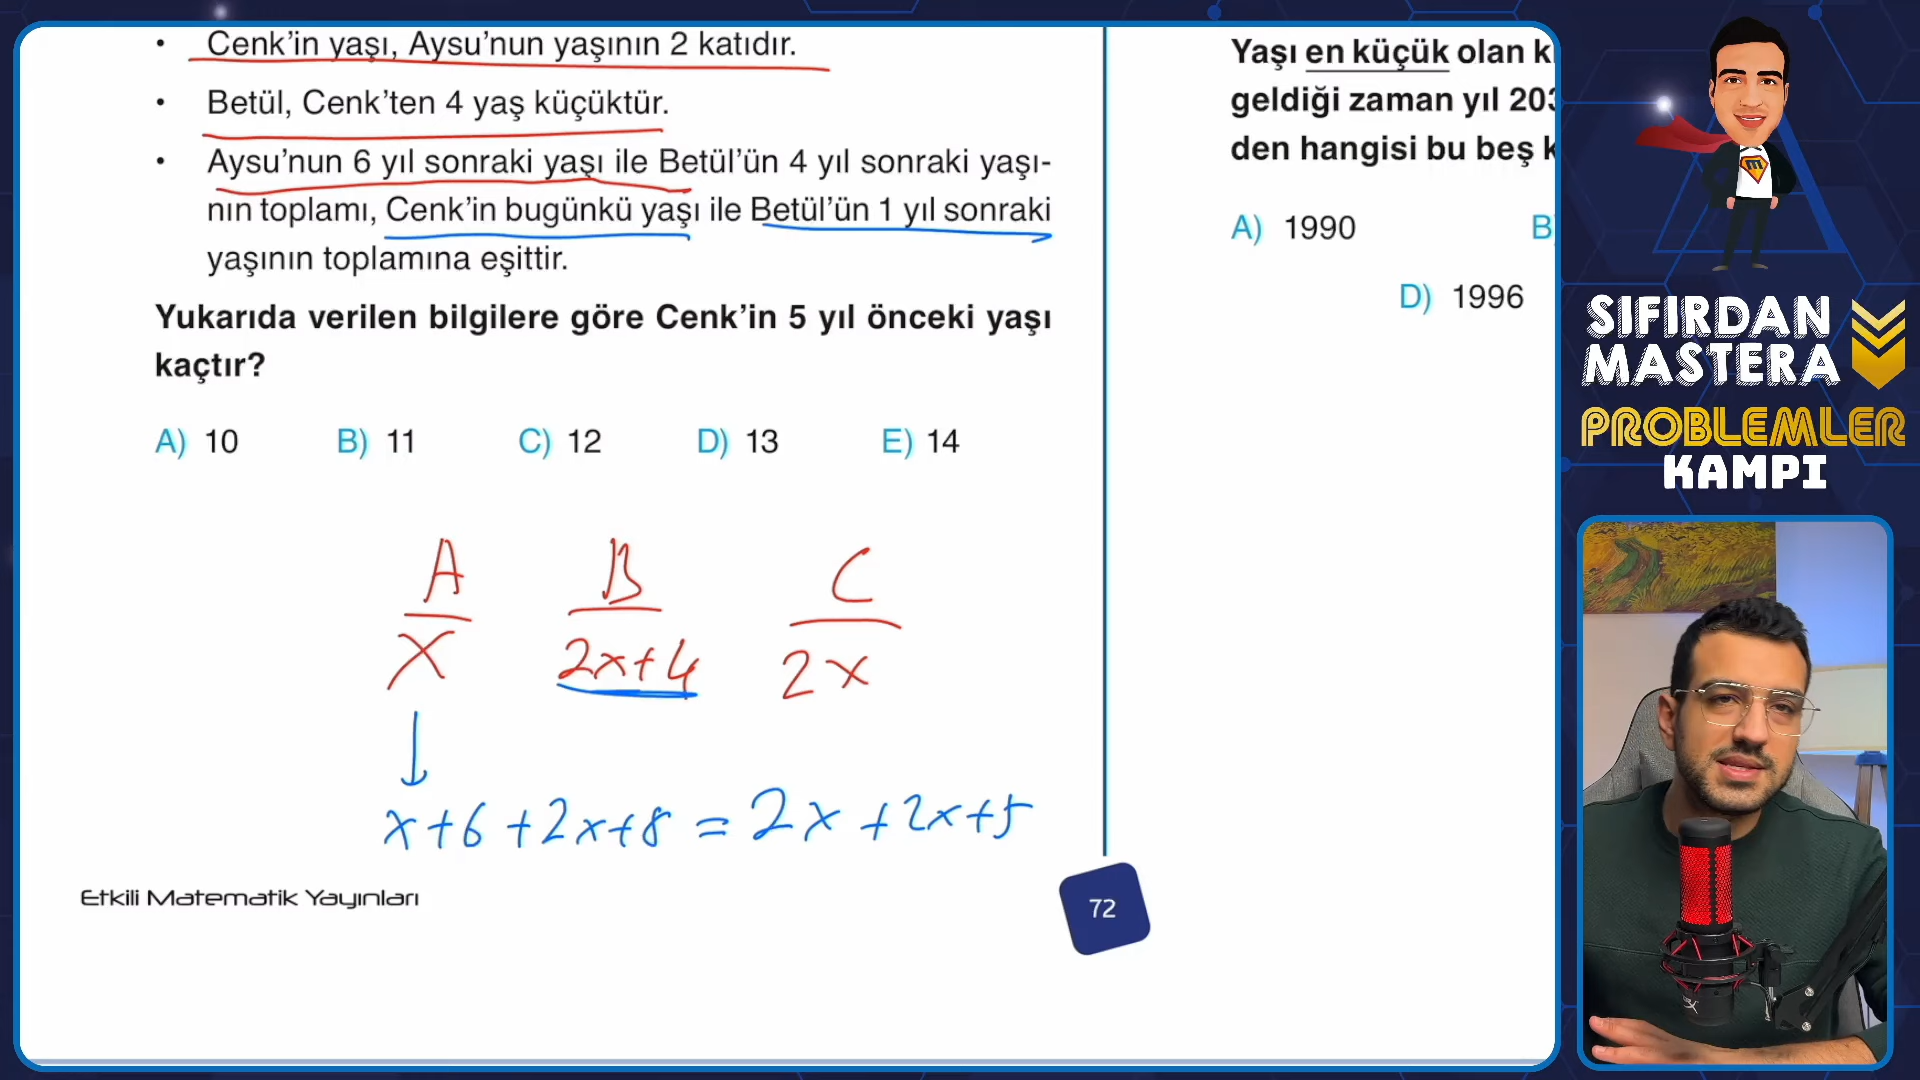 • Cenk'in yaşı, Aysu'nun yaşının 2 katıdır.
• Betül, Cenk'ten 4 yaş küçüktür.
• Aysu'nun 6 yıl sonraki yaşı ile Betül'ün 4 yıl sonraki yaşı-
nın toplamı, Cenk'in bugünkü yaşı ile Betül'ün 1 yıl sonraki
yaşının toplamına eşittir.
Yukarıda verilen bilgilere göre Cenk'in 5 yıl önceki yaşı
kaçtır?
A) 10 B) 11 C) 12 D) 13 E) 14
A B C
x 2x+4 2x
x+6+2x+8 = 2x+2x+5
Etkili Matematik Yayınları
72
Yaşı en küçük olan
geldiği zaman yıl
den hangisi bu beş
A) 1990 B)
D) 1996
SIFIRDAN
MASTERA
PROBLEMLER
KAMPI